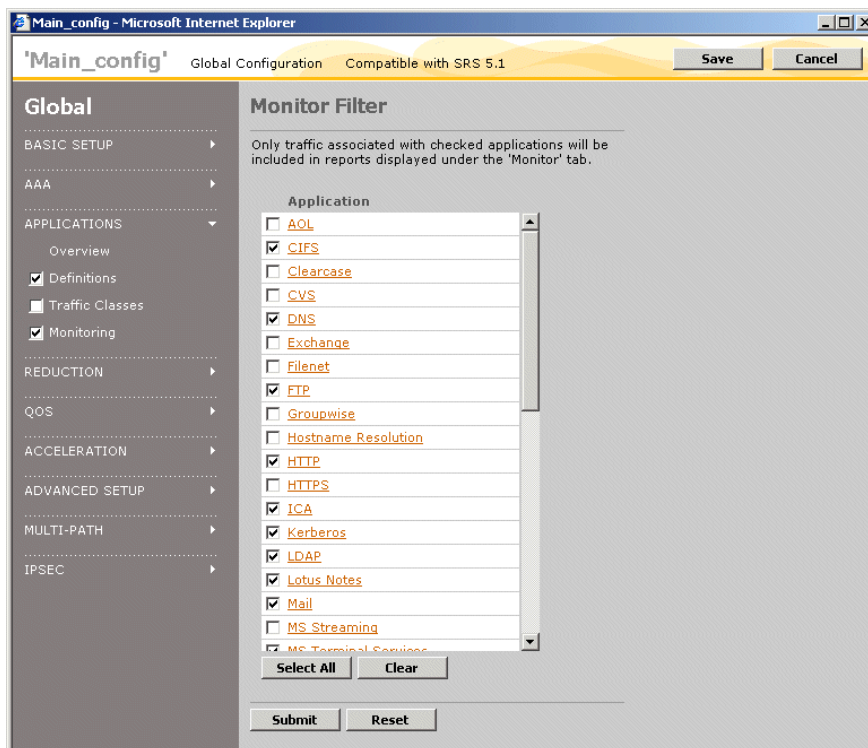 Main_config - Microsoft Internet Explorer
'Main_config' Global Configuration Compatible with SRS 5.1 Save Cancel
Global
BASIC SETUP
AAA
APPLICATIONS
Overview
Definitions
Traffic Classes
Monitoring
REDUCTION
QOS
ACCELERATION
ADVANCED SETUP
MULTI-PATH
IPSEC
Monitor Filter
Only traffic associated with checked applications will be
included in reports displayed under the 'Monitor' tab.
Application
AOL
CIFS
Clearcase
CVS
DNS
Exchange
Filenet
FTP
Groupwise
Hostname Resolution
HTTP
HTTPS
ICA
Kerberos
LDAP
Lotus Notes
Mail
MS Streaming
MS Terminal Services
Select All Clear
Submit Reset